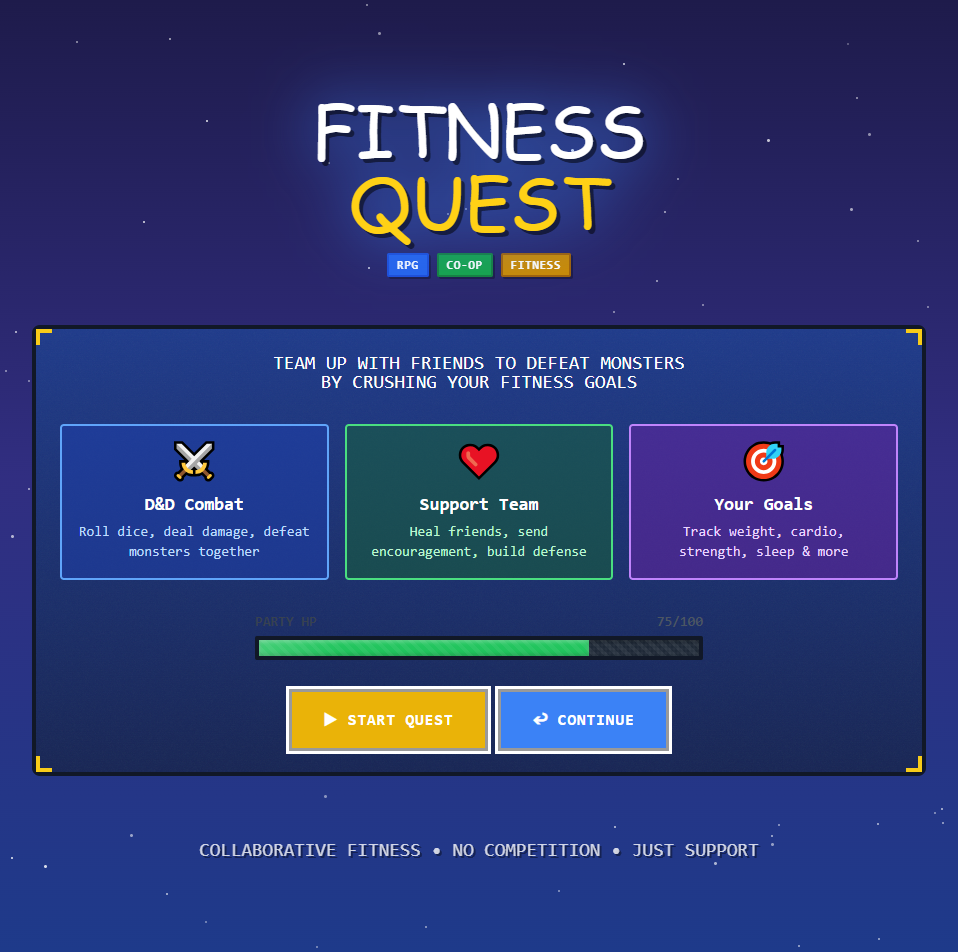 FITNESS
QUEST
RPG CO-OP FITNESS
TEAM UP WITH FRIENDS TO DEFEAT MONSTERS
BY CRUSHING YOUR FITNESS GOALS
D&D Combat
Roll dice, deal damage, defeat
monsters together
Support Team
Heal friends, send
encouragement, build defense
Your Goals
Track weight, cardio,
strength, sleep & more
PARTY HP 75/100
▶ START QUEST
CONTINUE
COLLABORATIVE FITNESS • NO COMPETITION • JUST SUPPORT